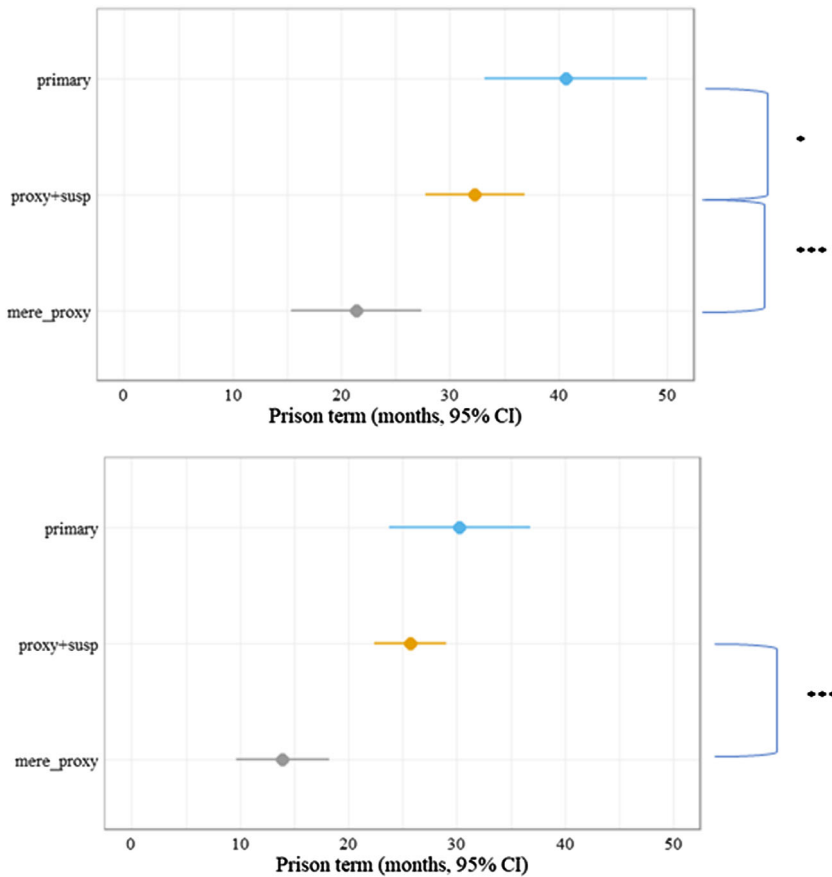 primary
*
proxy+susp
***
mere_proxy
0 10 20 30 40 50
Prison term (months, 95% CI)
primary
proxy+susp
***
mere_proxy
0 10 20 30 40 50
Prison term (months, 95% CI)